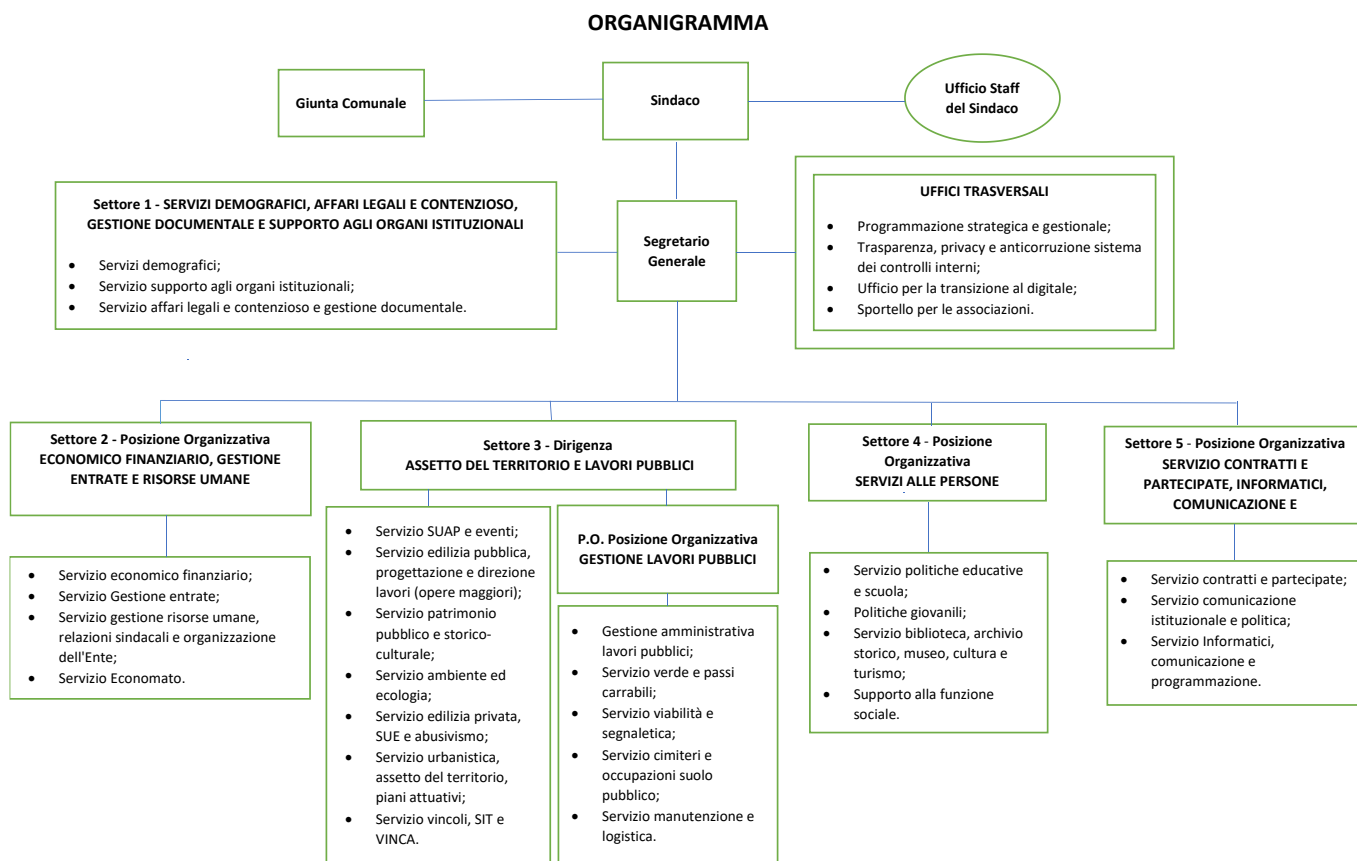 ORGANIGRAMMA
Giunta Comunale
Sindaco
Ufficio Staff
del Sindaco
Settore 1 - SERVIZI DEMOGRAFICI, AFFARI LEGALI E CONTENZIOSO,
GESTIONE DOCUMENTALE E SUPPORTO AGLI ORGANI ISTITUZIONALI
• Servizi demografici;
• Servizio supporto agli organi istituzionali;
• Servizio affari legali e contenzioso e gestione documentale.
Segretario
Generale
UFFICI TRASVERSALI
• Programmazione strategica e gestionale;
• Trasparenza, privacy e anticorruzione sistema
dei controlli interni;
• Ufficio per la transizione al digitale;
• Sportello per le associazioni.
Settore 2 - Posizione Organizzativa
ECONOMICO FINANZIARIO, GESTIONE
ENTRATE E RISORSE UMANE
• Servizio economico finanziario;
• Servizio Gestione entrate;
• Servizio gestione risorse umane,
relazioni sindacali e organizzazione
dell'Ente;
• Servizio Economato.
Settore 3 - Dirigenza
ASSETTO DEL TERRITORIO E LAVORI PUBBLICI
• Servizio SUAP e eventi;
• Servizio edilizia pubblica,
progettazione e direzione
lavori (opere maggiori);
• Servizio patrimonio
pubblico e storico-
culturale;
• Servizio ambiente ed
ecologia;
• Servizio edilizia privata,
SUE e abusivismo;
• Servizio urbanistica,
assetto del territorio,
piani attuativi;
• Servizio vincoli, SIT e
VINCA.
P.O. Posizione Organizzativa
GESTIONE LAVORI PUBBLICI
• Gestione amministrativa
lavori pubblici;
• Servizio verde e passi
carrabili;
• Servizio viabilità e
segnaletica;
• Servizio cimiteri e
occupazioni suolo
pubblico;
• Servizio manutenzione e
logistica.
Settore 4 - Posizione
Organizzativa
SERVIZI ALLE PERSONE
• Servizio politiche educative
e scuola;
• Politiche giovanili;
• Servizio biblioteca, archivio
storico, museo, cultura e
turismo;
• Supporto alla funzione
sociale.
Settore 5 - Posizione Organizzativa
SERVIZIO CONTRATTI E
PARTECIPATE, INFORMATICI,
COMUNICAZIONE E
• Servizio contratti e partecipate;
• Servizio comunicazione
istituzionale e politica;
• Servizio Informatici,
comunicazione e
programmazione.